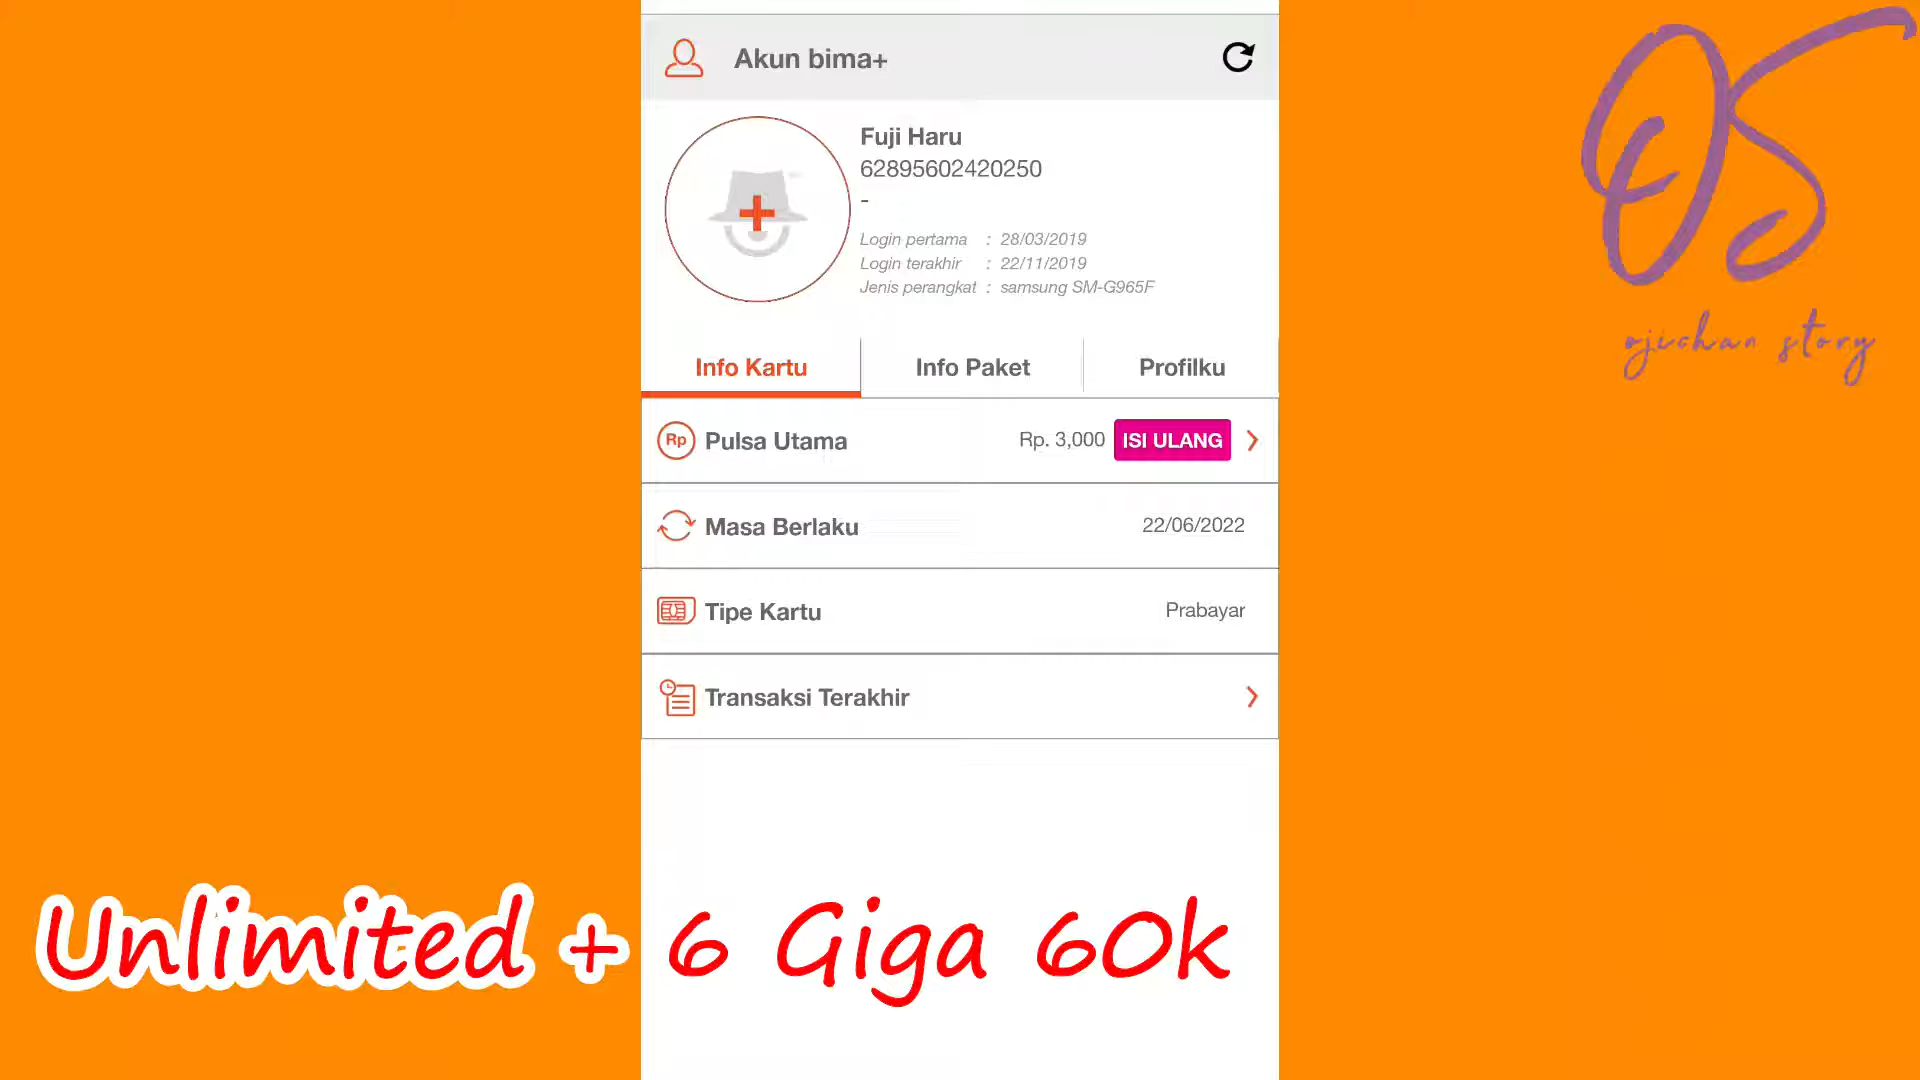 Akun bima+
OS
ojichan story
Fuji Haru
62895602420250
-
Login pertama : 28/03/2019
Login terakhir : 22/11/2019
Jenis perangkat : samsung SM-G965F
Info Kartu Info Paket Profilku
Rp Pulsa Utama Rp. 3,000 ISI ULANG
Masa Berlaku 22/06/2022
Tipe Kartu Prabayar
Transaksi Terakhir
Unlimited + 6 Giga 60k